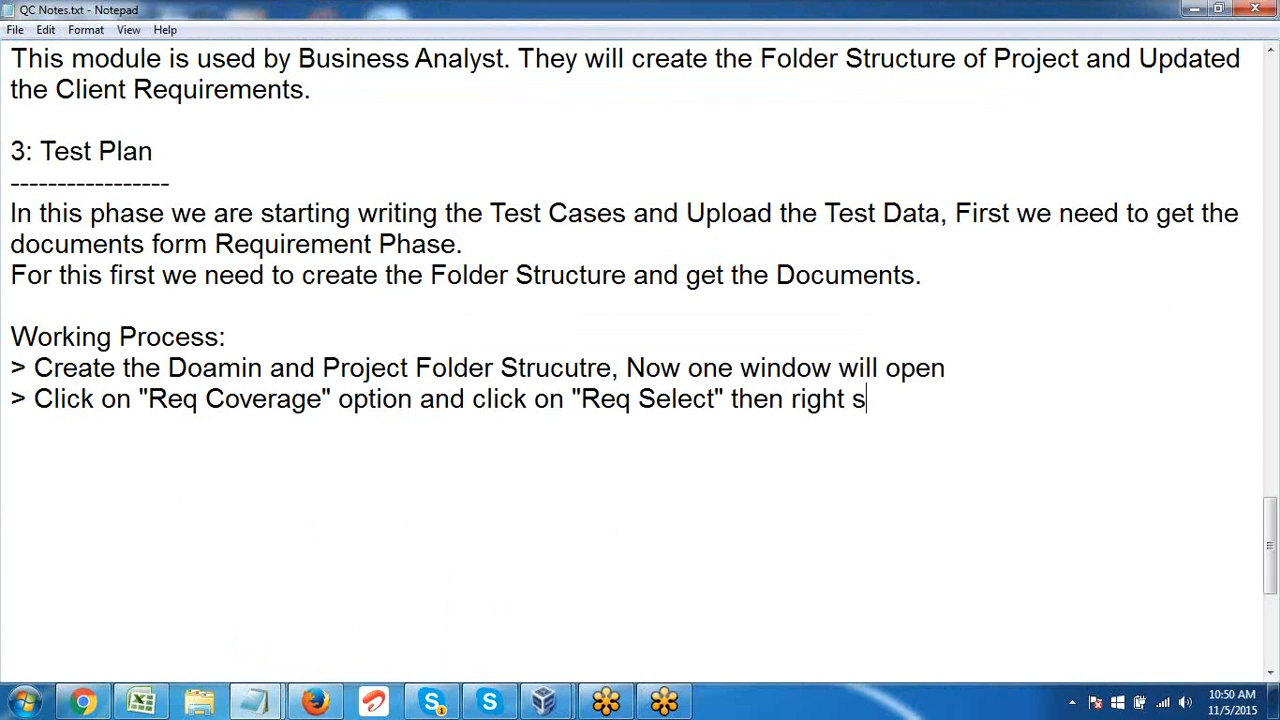 QC Notes.txt - Notepad
File Edit Format View Help
This module is used by Business Analyst. They will create the Folder Structure of Project and Updated
the Client Requirements.
3: Test Plan
-----------------
In this phase we are starting writing the Test Cases and Upload the Test Data, First we need to get the
documents form Requirement Phase.
For this first we need to create the Folder Structure and get the Documents.
Working Process:
> Create the Doamin and Project Folder Strucutre, Now one window will open
> Click on "Req Coverage" option and click on "Req Select" then right s
10:50 AM
11/5/2015